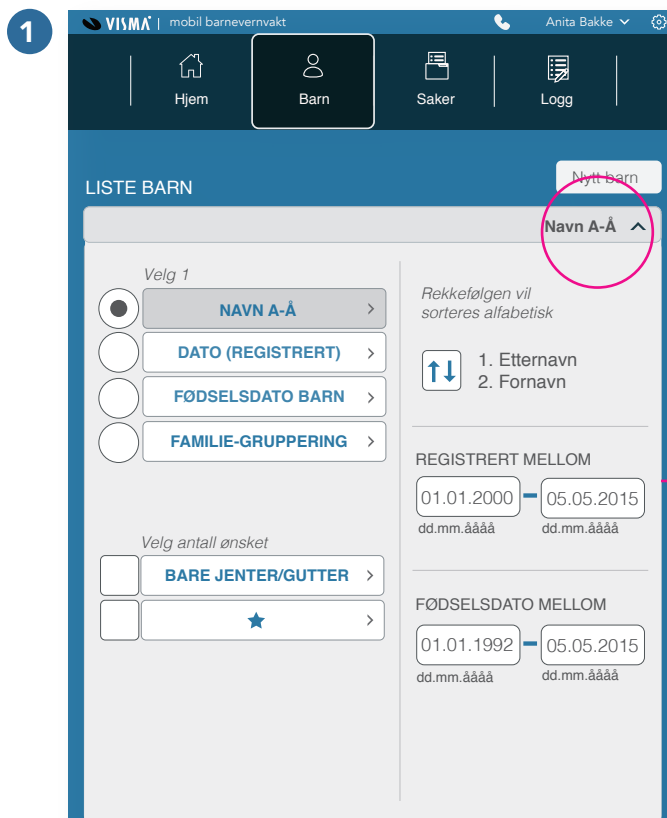 1
VISMA | mobil barnevernvakt
Anita Bakke
Hjem
Barn
Saker
Logg
LISTE BARN
Nytt barn
Navn A-Å
Velg 1
NAVN A-Å
DATO (REGISTRERT)
FØDSELSDATO BARN
FAMILIE-GRUPPERING
Velg antall ønsket
BARE JENTER/GUTTER
Rekkefølgen vil
sorteres alfabetisk
1. Etternavn
2. Fornavn
REGISTRERT MELLOM
01.01.2000 - 05.05.2015
dd.mm.åååå dd.mm.åååå
FØDSELSDATO MELLOM
01.01.1992 - 05.05.2015
dd.mm.åååå dd.mm.åååå